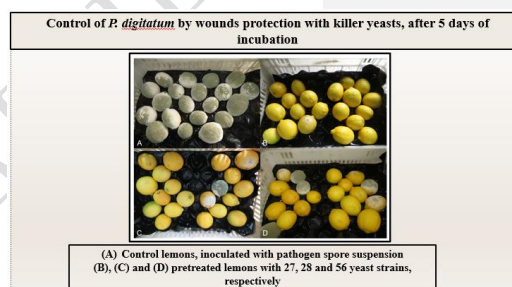 Control of P. digitatum by wounds protection with killer yeasts, after 5 days of
incubation
A
B
C
D
(A) Control lemons, inoculated with pathogen spore suspension
(B), (C) and (D) pretreated lemons with 27, 28 and 56 yeast strains,
respectively